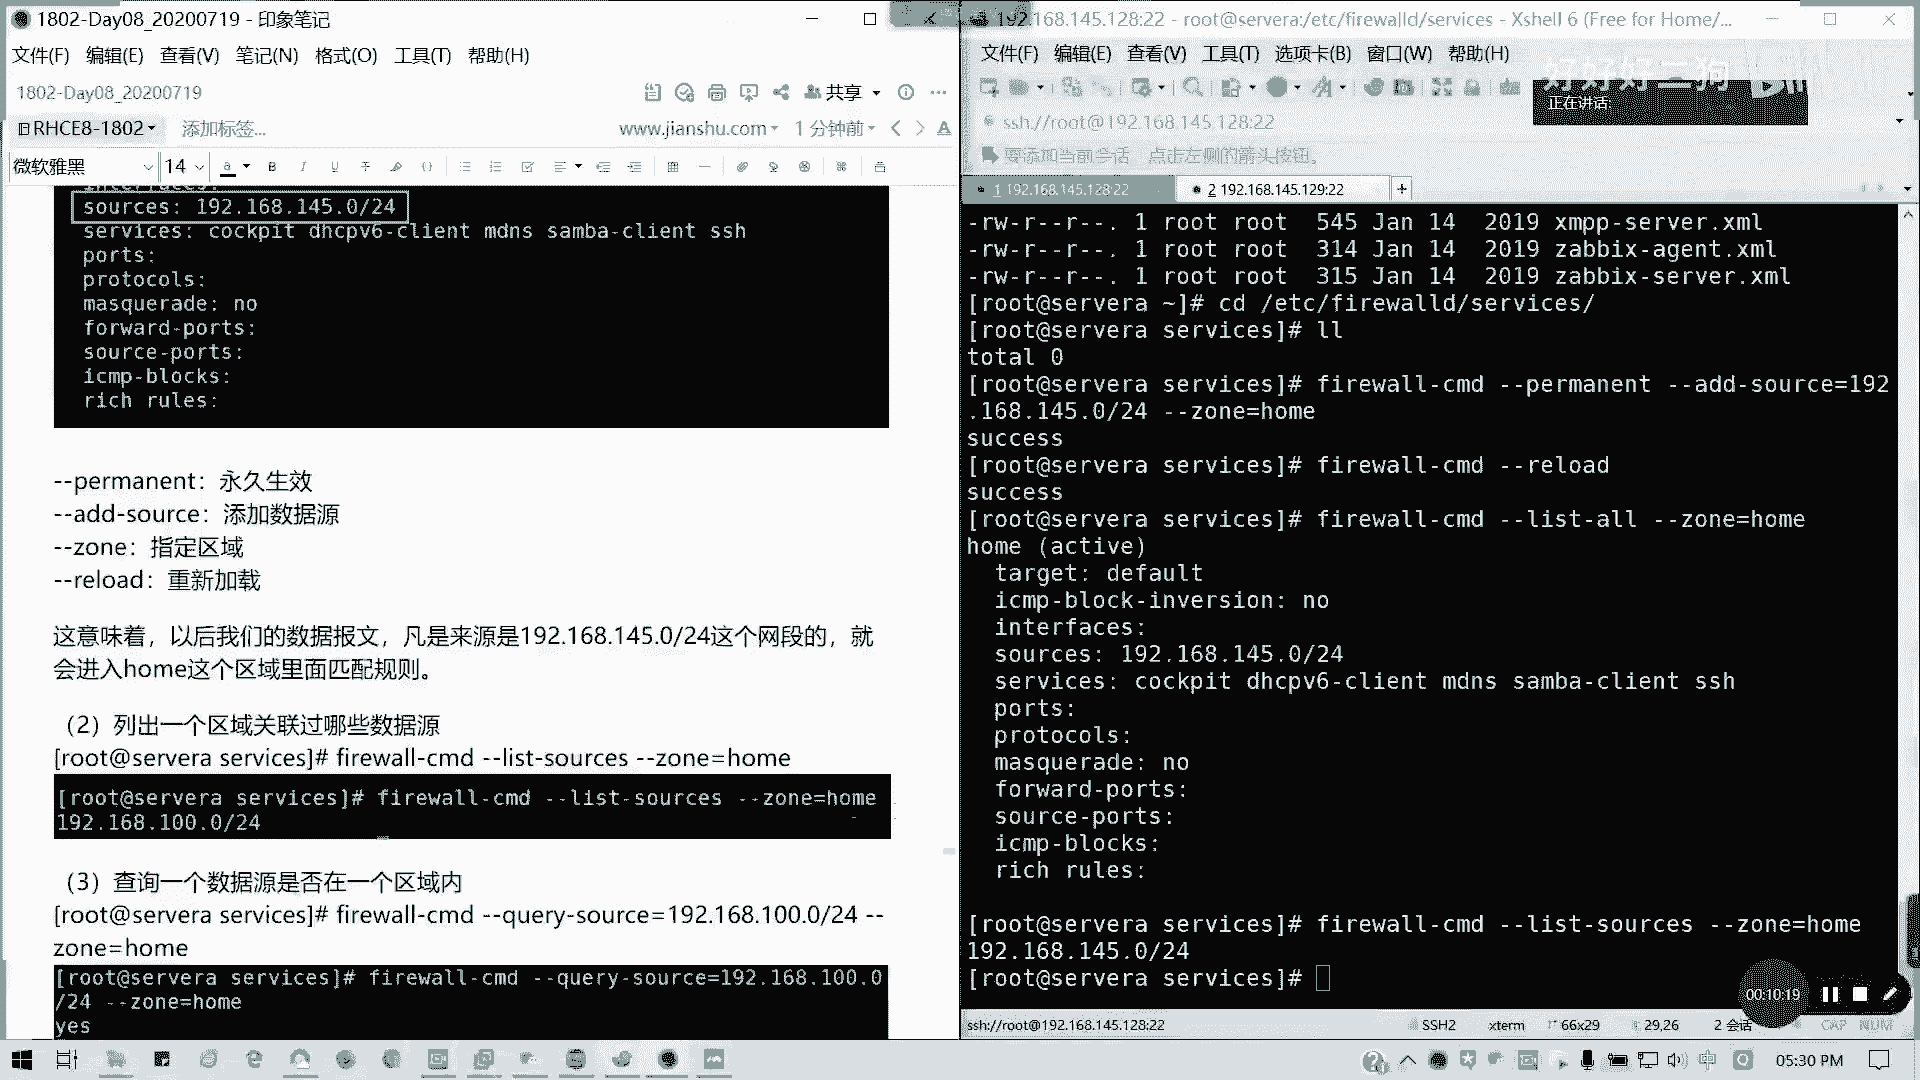 1802-Day08_20200719 - 印象笔记
文件(F) 编辑(E) 查看(V) 笔记(N) 格式(O) 工具(T) 帮助(H)
1802-Day08_20200719
共享
RHCE8-1802 添加标签... www.jianshu.com 1 分钟前
微软雅黑 14
sources: 192.168.145.0/24
services: cockpit dhcpv6-client mdns samba-client ssh
ports:
protocols:
masquerade: no
forward-ports:
source-ports:
icmp-blocks:
rich rules:
--permanent：永久生效
--add-source：添加数据源
--zone：指定区域
--reload：重新加载
这意味着，以后我们的数据报文，凡是来源是192.168.145.0/24这个网段的，就
会进入home这个区域里面匹配规则。
（2）列出一个区域关联过哪些数据源
[root@servera services]# firewall-cmd --list-sources --zone=home
[root@servera services]# firewall-cmd --list-sources --zone=home
192.168.100.0/24
（3）查询一个数据源是否在一个区域内
[root@servera services]# firewall-cmd --query-source=192.168.100.0/24 --
zone=home
[root@servera services]# firewall-cmd --query-source=192.168.100.0
/24 --zone=home
yes
192.168.145.128:22 - root@servera:/etc/firewalld/services - Xshell 6 (Free for Home/...
文件(F) 编辑(E) 查看(V) 工具(T) 选项卡(B) 窗口(W) 帮助(H)
好好好二狗
正在讲话:
ssh://root@192.168.145.128:22
要添加当前会话，点击左侧的箭头按钮。
1 192.168.145.128:22 2 192.168.145.129:22 +
-rw-r--r--. 1 root root 545 Jan 14 2019 xmpp-server.xml
-rw-r--r--. 1 root root 314 Jan 14 2019 zabbix-agent.xml
-rw-r--r--. 1 root root 315 Jan 14 2019 zabbix-server.xml
[root@servera ~]# cd /etc/firewalld/services/
[root@servera services]# ll
total 0
[root@servera services]# firewall-cmd --permanent --add-source=192
.168.145.0/24 --zone=home
success
[root@servera services]# firewall-cmd --reload
success
[root@servera services]# firewall-cmd --list-all --zone=home
home (active)
target: default
icmp-block-inversion: no
interfaces:
sources: 192.168.145.0/24
services: cockpit dhcpv6-client mdns samba-client ssh
ports:
protocols:
masquerade: no
forward-ports:
source-ports:
icmp-blocks:
rich rules:
[root@servera services]# firewall-cmd --list-sources --zone=home
192.168.145.0/24
[root@servera services]#
00:10:19
ssh://root@192.168.145.128:22 SSH2 xterm 66x29 29,26 2 会话 CAP NUM
05:30 PM